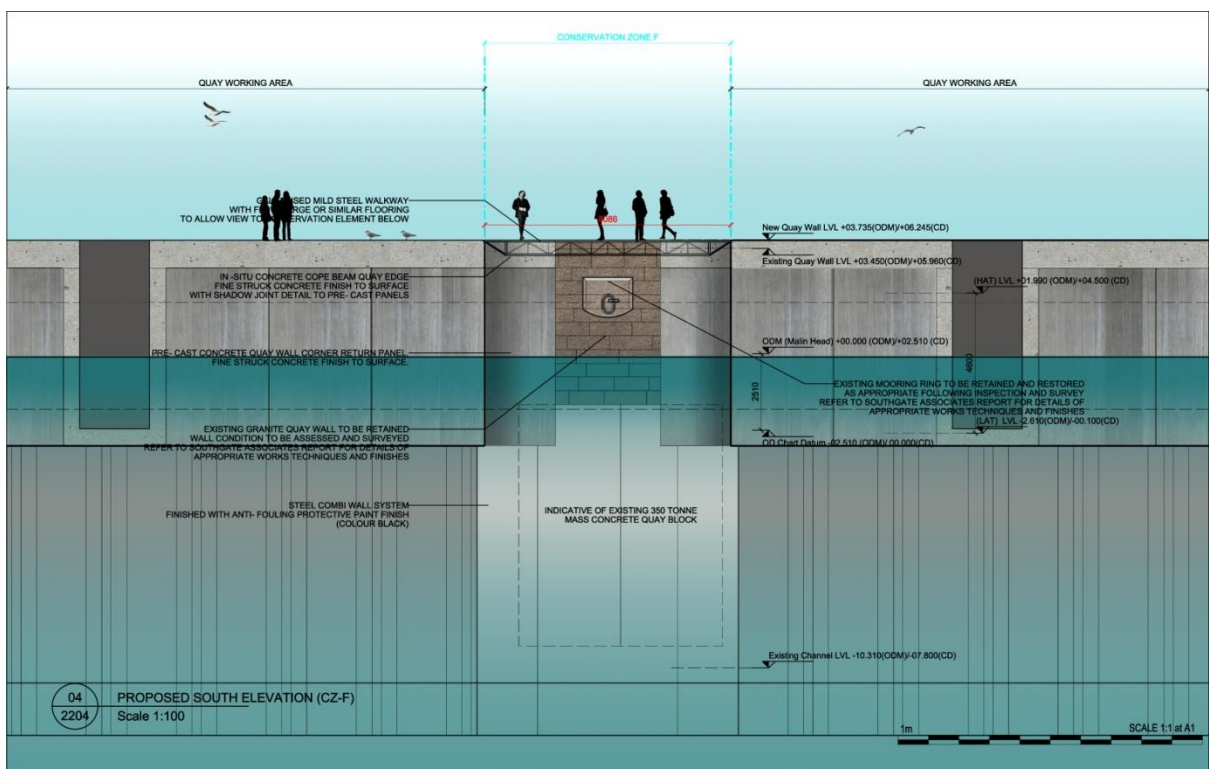 CONSERVATION ZONE F
QUAY WORKING AREA
QUAY WORKING AREA
MILD STEEL WALKWAY
WITH OR SIMILAR FLOORING
TO ALLOW VIEW TO ELEMENT BELOW
New Quay Wall LVL +03.735(ODM)/+06.245(CD)
Existing Quay Wall LVL +03.450(ODM)/+05.960(CD)
IN -SITU CONCRETE COPE BEAM QUAY EDGE
FINE STRUCK CONCRETE FINISH TO SURFACE
WITH SHADOW JOINT DETAIL TO PRE- CAST PANELS
(HAT) LVL +01.990 (ODM)/+04.500 (CD)
ODM (Malin Head) +00.000 (ODM)/+02.510 (CD)
PRE- CAST CONCRETE QUAY WALL CORNER RETURN PANEL.
FINE STRUCK CONCRETE FINISH TO SURFACE.
4600
2510
EXISTING MOORING RING TO BE RETAINED AND RESTORED
AS APPROPRIATE FOLLOWING INSPECTION AND SURVEY
REFER TO SOUTHGATE ASSOCIATES REPORT FOR DETAILS OF
APPROPRIATE WORKS TECHNIQUES AND FINISHES
(LAT) LVL -2.610(ODM)/-00.100(CD)
EXISTING GRANITE QUAY WALL TO BE RETAINED
WALL CONDITION TO BE ASSESSED AND SURVEYED
REFER TO SOUTHGATE ASSOCIATES REPORT FOR DETAILS OF
APPROPRIATE WORKS TECHNIQUES AND FINISHES
OD Chart Datum -02.510 (ODM)/ 00.000(CD)
STEEL COMBI WALL SYSTEM
FINISHED WITH ANTI- FOULING PROTECTIVE PAINT FINISH
(COLOUR BLACK)
INDICATIVE OF EXISTING 350 TONNE
MASS CONCRETE QUAY BLOCK
Existing Channel LVL -10.310(ODM)/-07.800(CD)
04
2204
PROPOSED SOUTH ELEVATION (CZ-F)
Scale 1:100
1m
SCALE 1:1 at A1